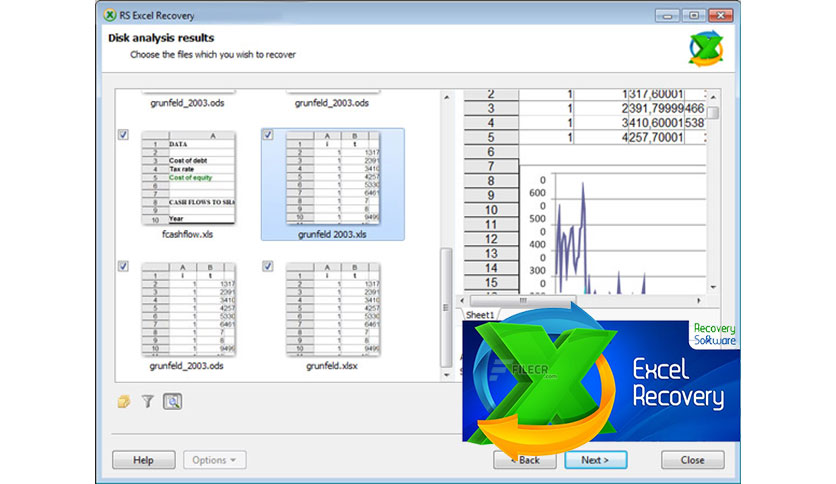 RS Excel Recovery
Disk analysis results
Choose the files which you wish to recover
grunfeld_2003.ods
grunfeld_2003.ods
A
1 DATA
2
3 Cost of debt
4 Tax rate
5 Cost of equity
7
8 CASH FLOWS TO SHA
9
10 Year
fcashflow.xls
A B
1 i t
2 1 1317
3 1 2391
4 1 3410
5 1 4257
6 1 5330
7 1 6461
8 1 7
9 1 8
10 1 9499
grunfeld 2003.xls
A B
1 i t
2 1 1317
3 1 2391
4 1 3410
5 1 4257
6 1 5330
7 1 6461
8 1 7
9 1 8
10 1 9499
grunfeld_2003.ods
A B
1 i t
2 1 1317
3 1 2391
4 1 3410
5 1 4257
6 1 5330
7 1 6461
8 1 7
9 1 8
10 1 9499
grunfeld.xlsx
2 1 1317,60001
3 1 2391,79999 466
4 1 3410,60001 538
5 1 4257,70001
6
7
8
9
10
11
12
13
14
15
0
600
0
500
0
400
0
300
0
Sheet1
FILECR
.com
Recovery
Software
Excel
Recovery
Help
Options
< Back
Next >
Close